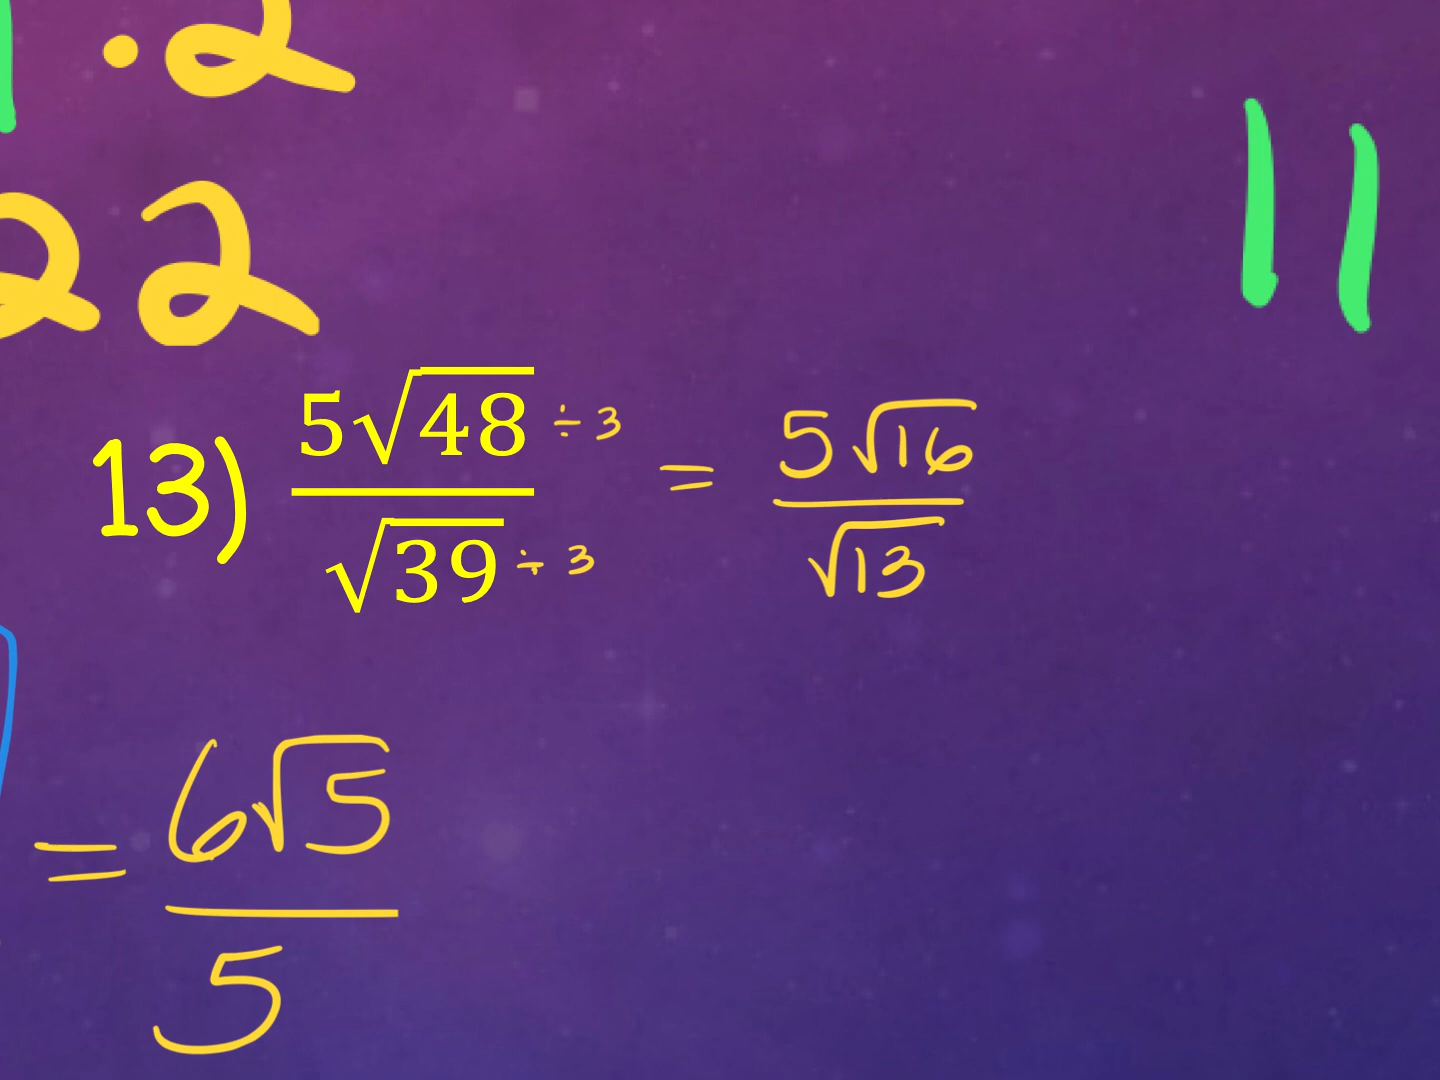 · 2
22
11
13) 5√48 ÷ 3 / √39 ÷ 3 = 5√16 / √13
= 6√5 / 5